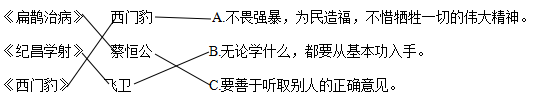 《扁鹊治病》 西门豹 A.不畏强暴，为民造福，不惜牺牲一切的伟大精神。
《纪昌学射》 蔡恒公 B.无论学什么，都要从基本功入手。
《西门豹》 飞卫 C.要善于听取别人的正确意见。